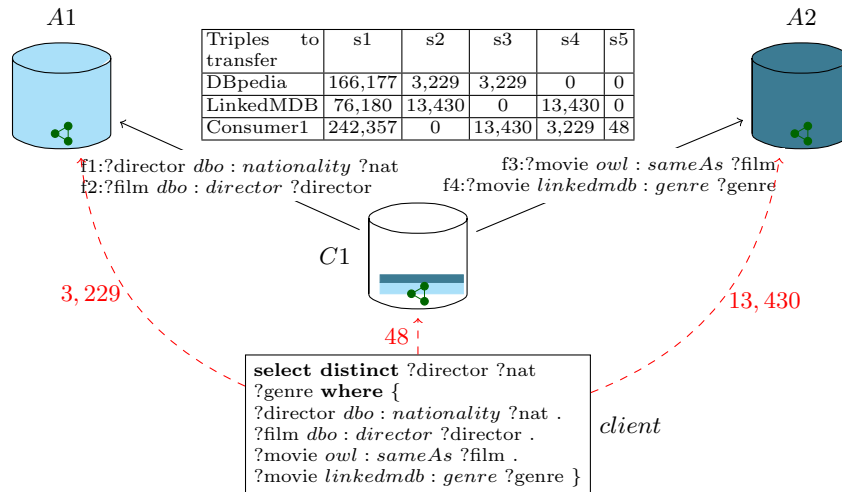 A1
A2
Triples to transfer s1 s2 s3 s4 s5
DBpedia 166,177 3,229 3,229 0 0
LinkedMDB 76,180 13,430 0 13,430 0
Consumer1 242,357 0 13,430 3,229 48
f1:?director dbo : nationality ?nat
f2:?film dbo : director ?director
f3:?movie owl : sameAs ?film
f4:?movie linkedmdb : genre ?genre
C1
3,229
13,430
48
select distinct ?director ?nat
?genre where {
?director dbo : nationality ?nat .
?film dbo : director ?director .
?movie owl : sameAs ?film .
?movie linkedmdb : genre ?genre }
client